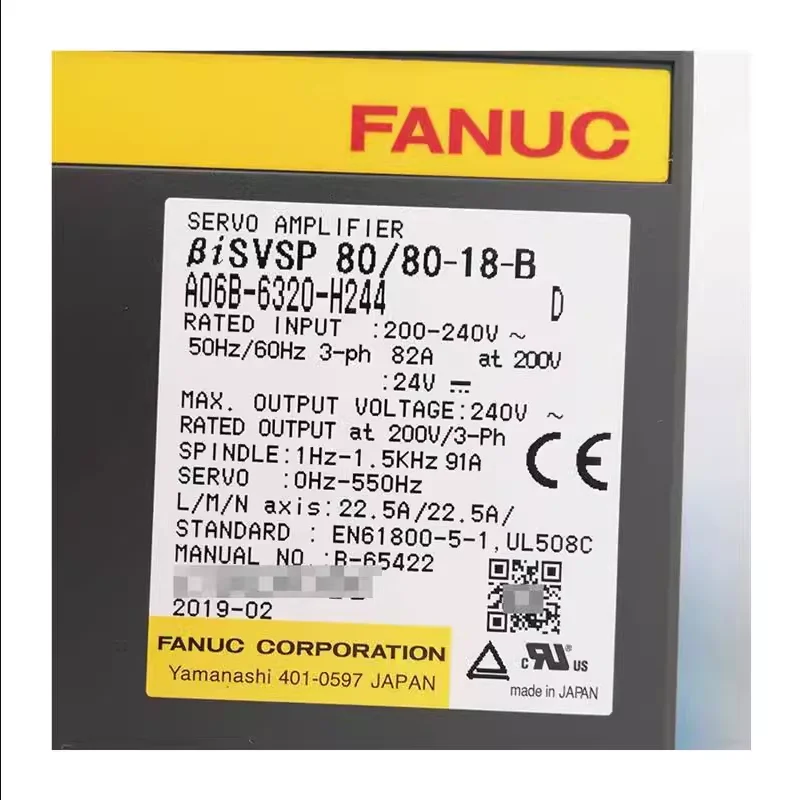 FANUC
SERVO AMPLIFIER
βiSVSP 80/80-18-B
A06B-6320-H244 D
RATED INPUT :200-240V ~
50Hz/60Hz 3-ph 82A at 200V
:24V ⎓
MAX. OUTPUT VOLTAGE:240V ~
RATED OUTPUT at 200V/3-Ph
SPINDLE:1Hz-1.5KHz 91A
SERVO :0Hz-550Hz
L/M/N axis:22.5A/22.5A/
STANDARD : EN61800-5-1,UL508C
MANUAL NO.:B-65422
2019-02
CE
FANUC CORPORATION
Yamanashi 401-0597 JAPAN
c RU US
made in JAPAN